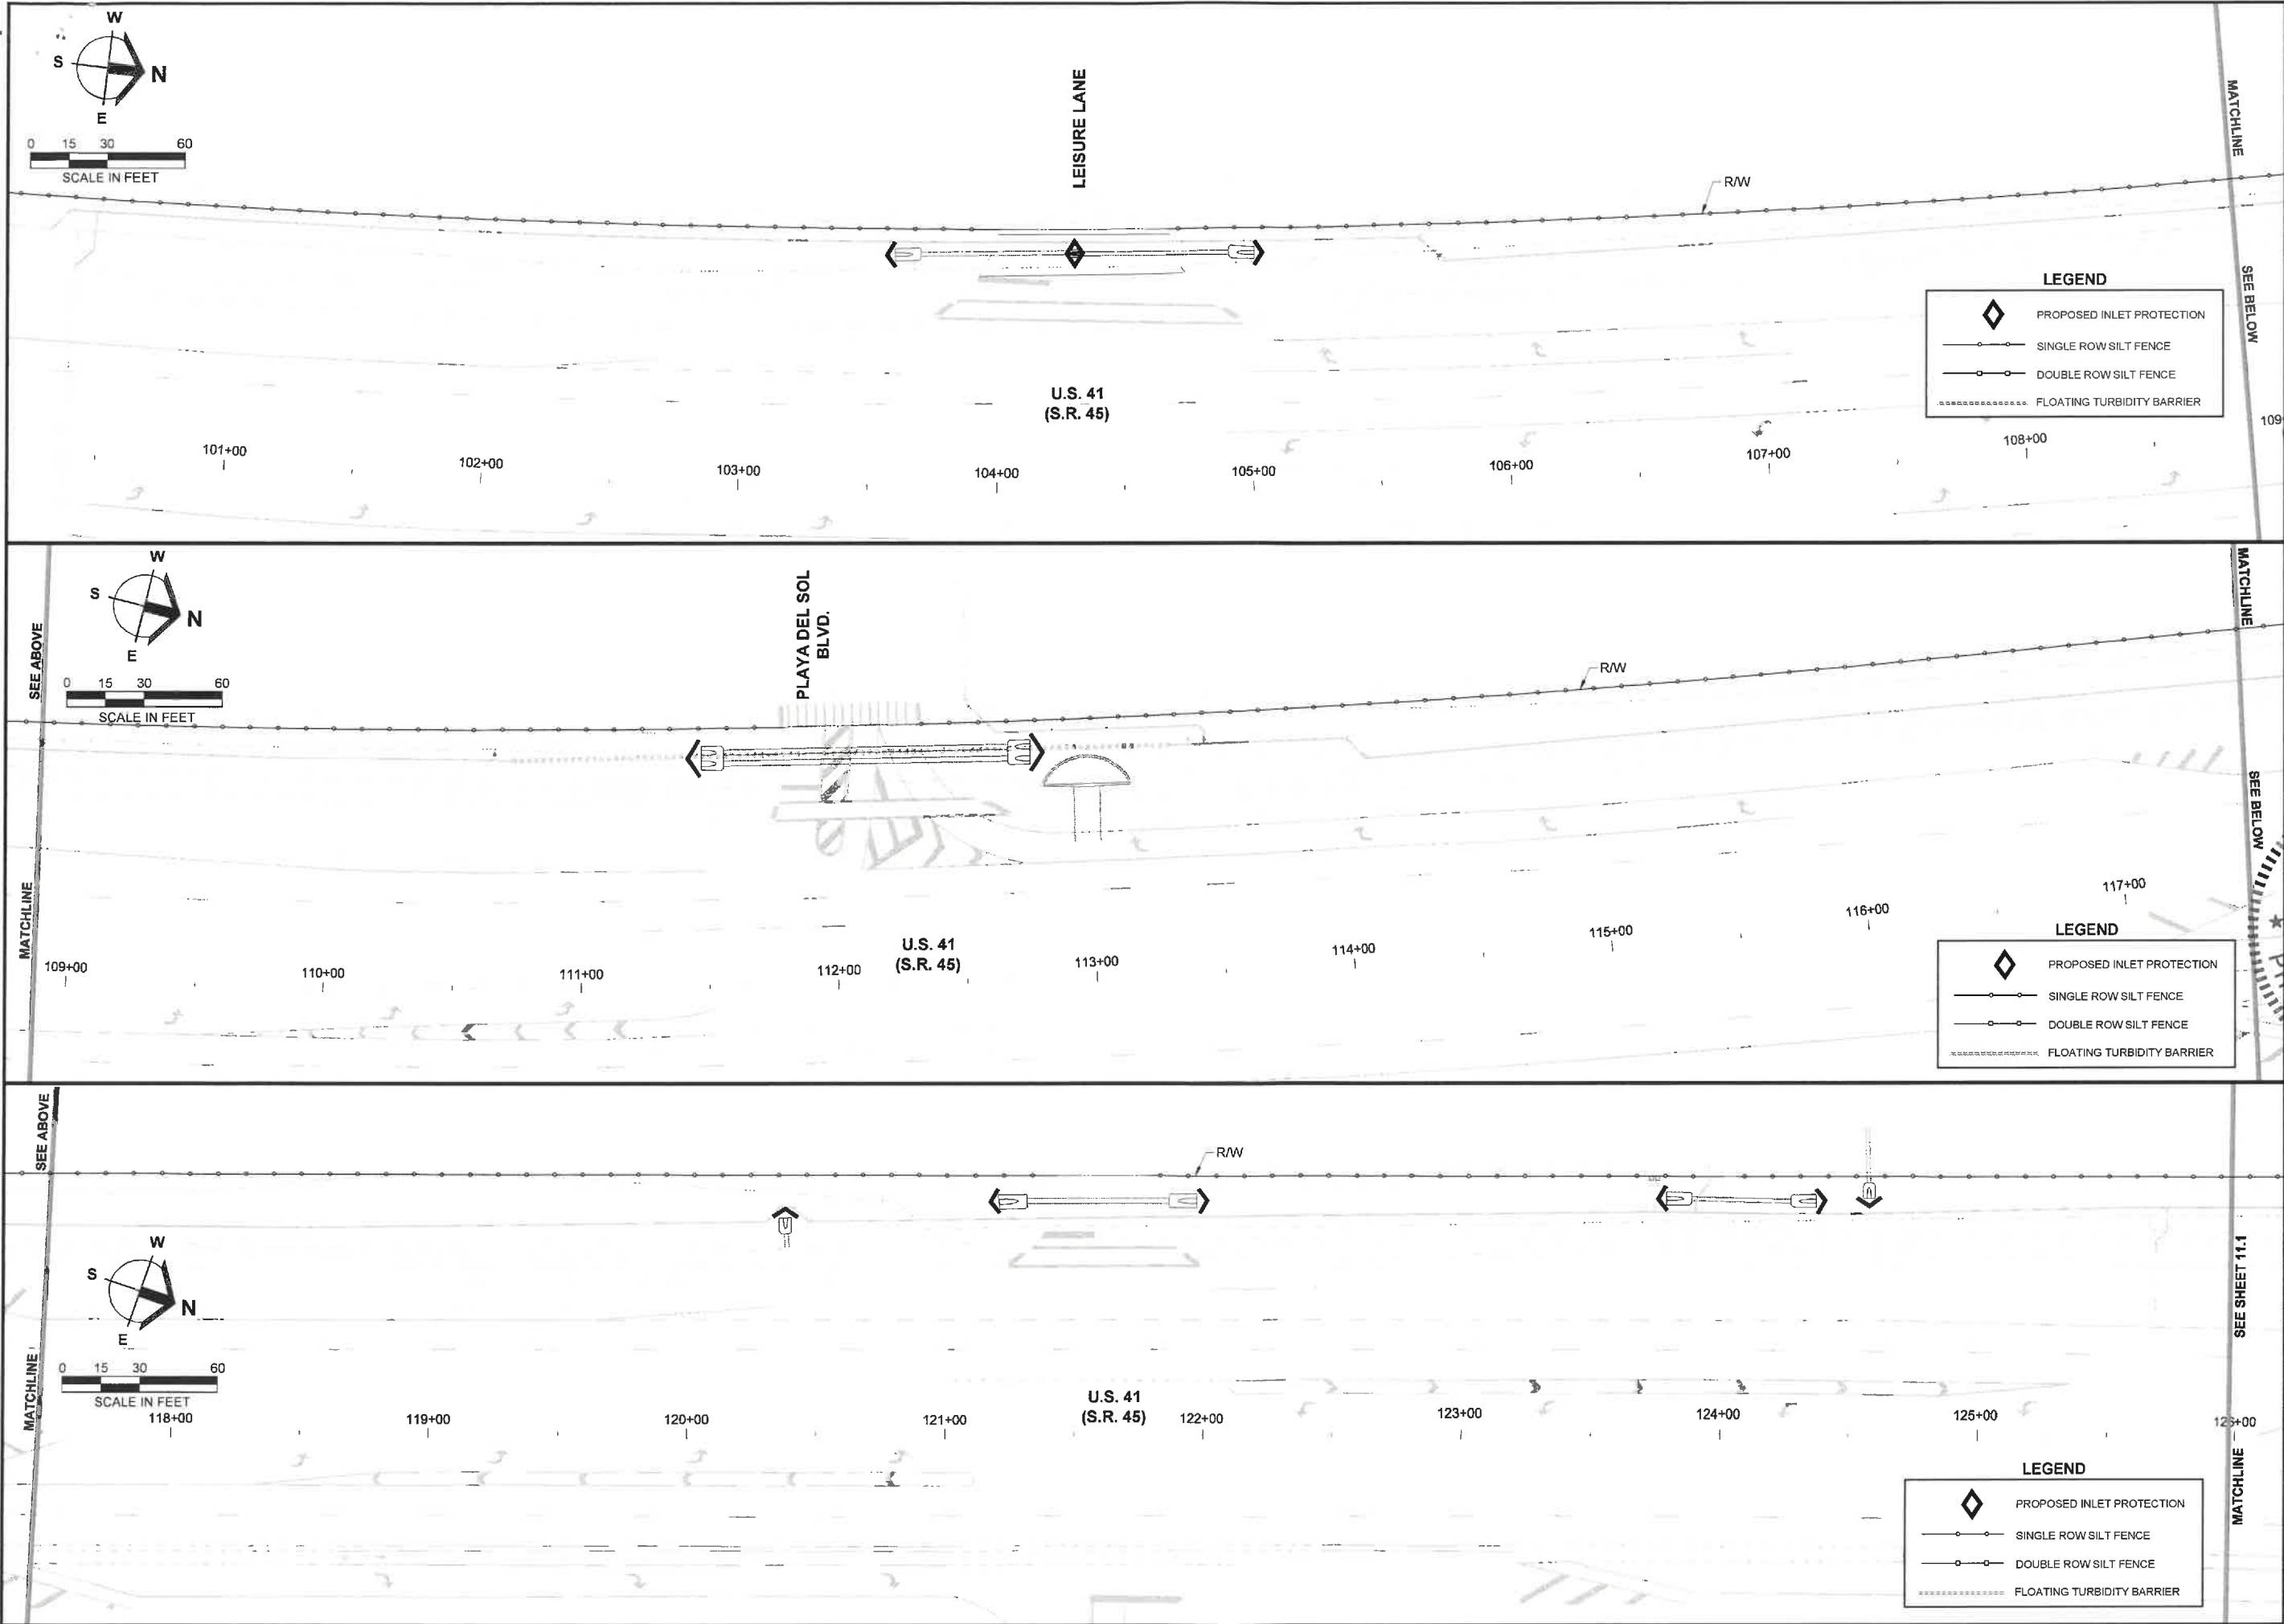 W
S
N
E
0 15 30 60
SCALE IN FEET
LEISURE LANE
R/W
MATCHLINE
SEE BELOW
LEGEND
PROPOSED INLET PROTECTION
SINGLE ROW SILT FENCE
DOUBLE ROW SILT FENCE
FLOATING TURBIDITY BARRIER
U.S. 41
(S.R. 45)
101+00
102+00
103+00
104+00
105+00
106+00
107+00
108+00
109
W
S
N
E
0 15 30 60
SCALE IN FEET
SEE ABOVE
MATCHLINE
PLAYA DEL SOL
BLVD.
R/W
MATCHLINE
SEE BELOW
U.S. 41
(S.R. 45)
109+00
110+00
111+00
112+00
113+00
114+00
115+00
116+00
117+00
LEGEND
PROPOSED INLET PROTECTION
SINGLE ROW SILT FENCE
DOUBLE ROW SILT FENCE
FLOATING TURBIDITY BARRIER
SEE ABOVE
MATCHLINE
R/W
W
S
N
E
0 15 30 60
SCALE IN FEET
U.S. 41
(S.R. 45)
118+00
119+00
120+00
121+00
122+00
123+00
124+00
125+00
126+00
SEE SHEET 11.1
MATCHLINE
LEGEND
PROPOSED INLET PROTECTION
SINGLE ROW SILT FENCE
DOUBLE ROW SILT FENCE
FLOATING TURBIDITY BARRIER